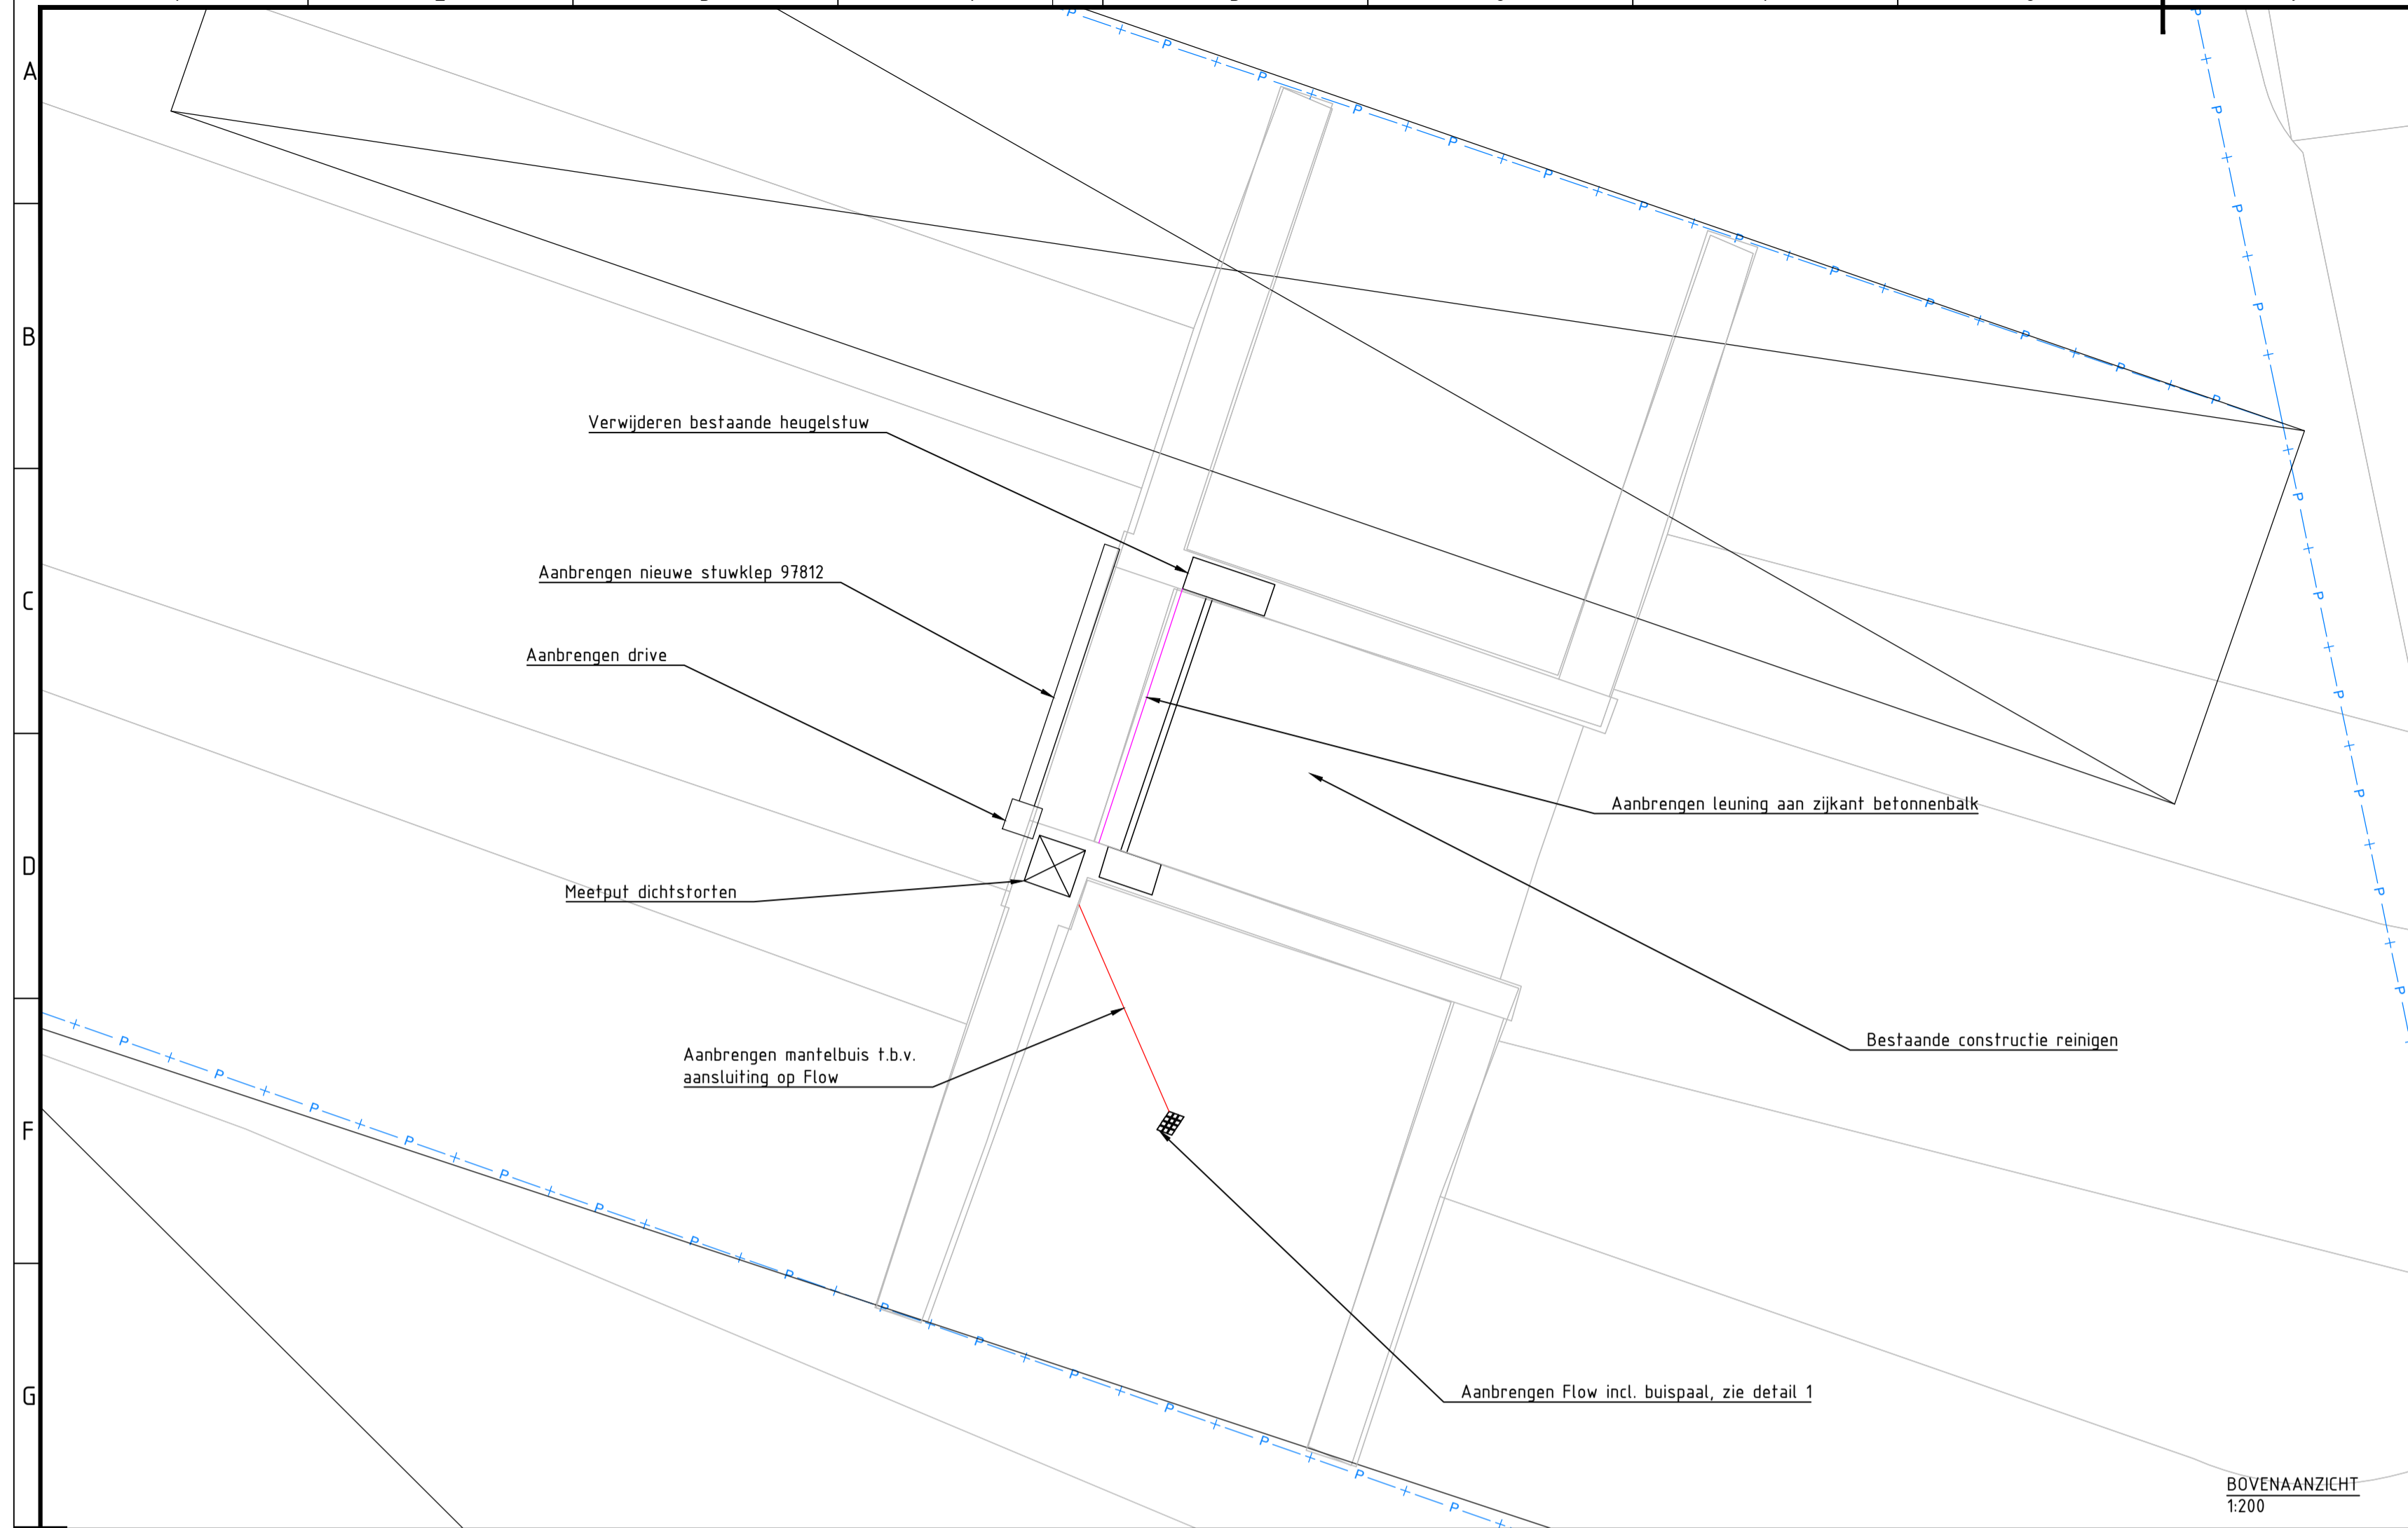 A
B
Verwijderen bestaande heugelstuw
Aanbrengen nieuwe stuwklep 97812
C
Aanbrengen drive
Aanbrengen leuning aan zijkant betonnenbalk
D
Meetput dichtstorten
Bestaande constructie reinigen
Aanbrengen mantelbuis t.b.v.
aansluiting op Flow
F
Aanbrengen Flow incl. buispaal, zie detail 1
G
BOVENAANZICHT
1:200
P P P P P P P P P P P P P
P P P P P P P P P P P
P P P P P P P P P P P P P P P